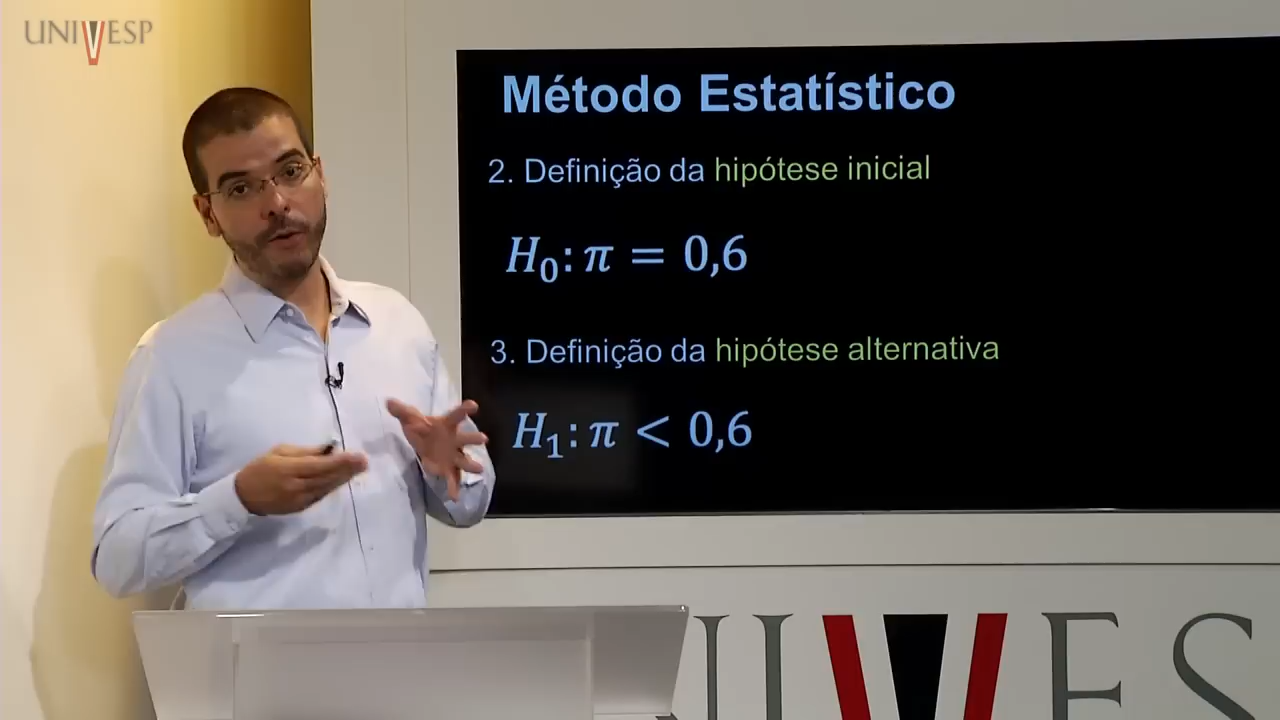 UNIVESP
Método Estatístico
2. Definição da hipótese inicial
H₀: π = 0,6
3. Definição da hipótese alternativa
H₁: π < 0,6
UNIVES